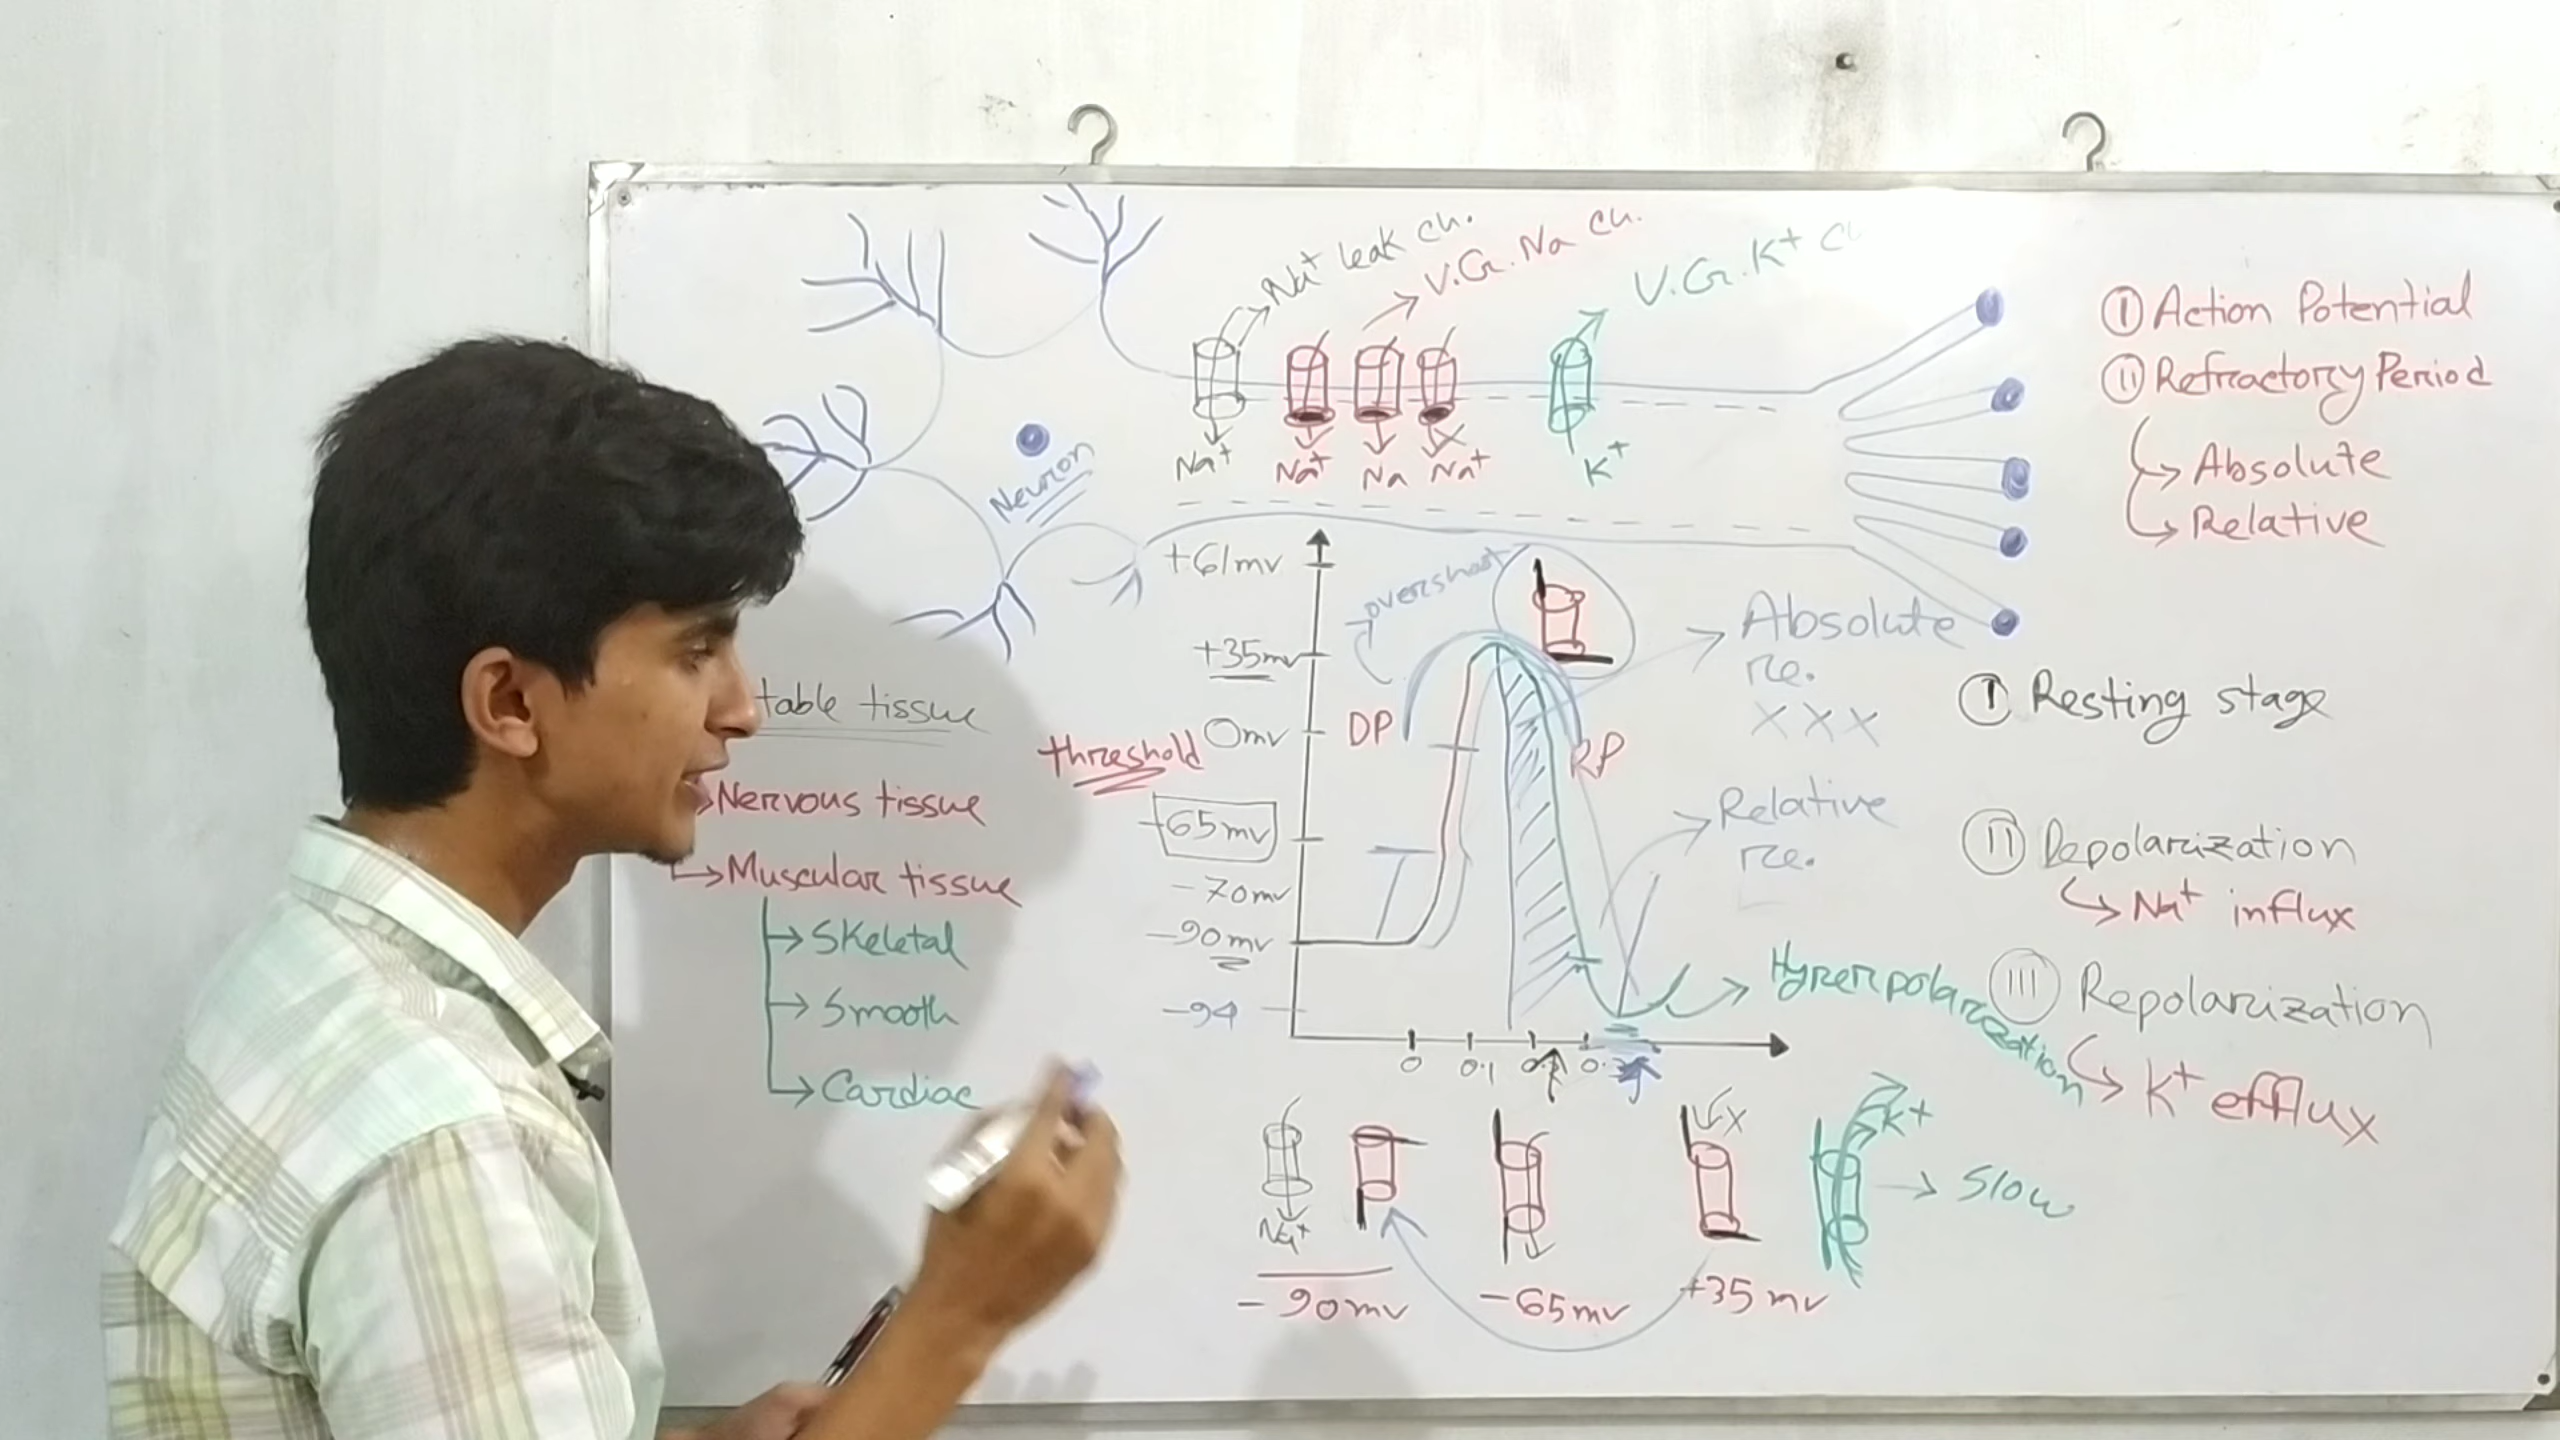 Na+ leak ch.
V.G. Na ch.
V.G. K+ C
Na+
Na+
Na
Na+
K+
Neuron
① Action Potential
② Refractory Period
Absolute
Relative
table tissue
Nervous tissue
Muscular tissue
Skeletal
Smooth
Cardiac
+61mv
+35mv
0mv
threshold
65mv
-70mv
-90mv
-94
overshoot
DP
RP
Absolute
re.
XXX
Relative
re.
Hyperpolarization
0
0.1
① Resting stage
② Depolarization
Na+ influx
③ Repolarization
K+ efflux
Na+
-90mv
-65mv
X
+35mv
K+
Slow